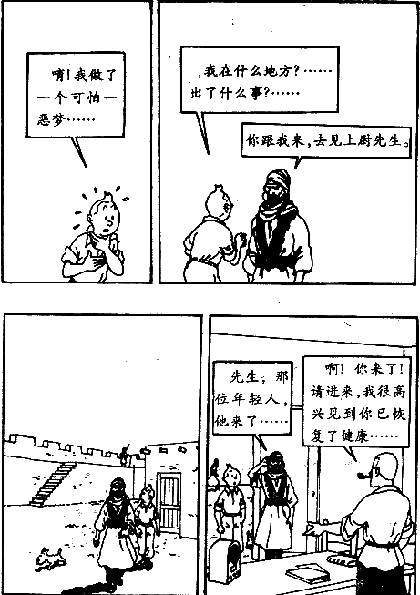 唷！我做了
一个可怕一
恶梦……
我在什么地方？……
出了什么事？……
你跟我来，去见上尉先生。
先生；那
位年轻人，
他来了……
啊！你来了！
请进来，我很高
兴见到你已恢
复了健康……